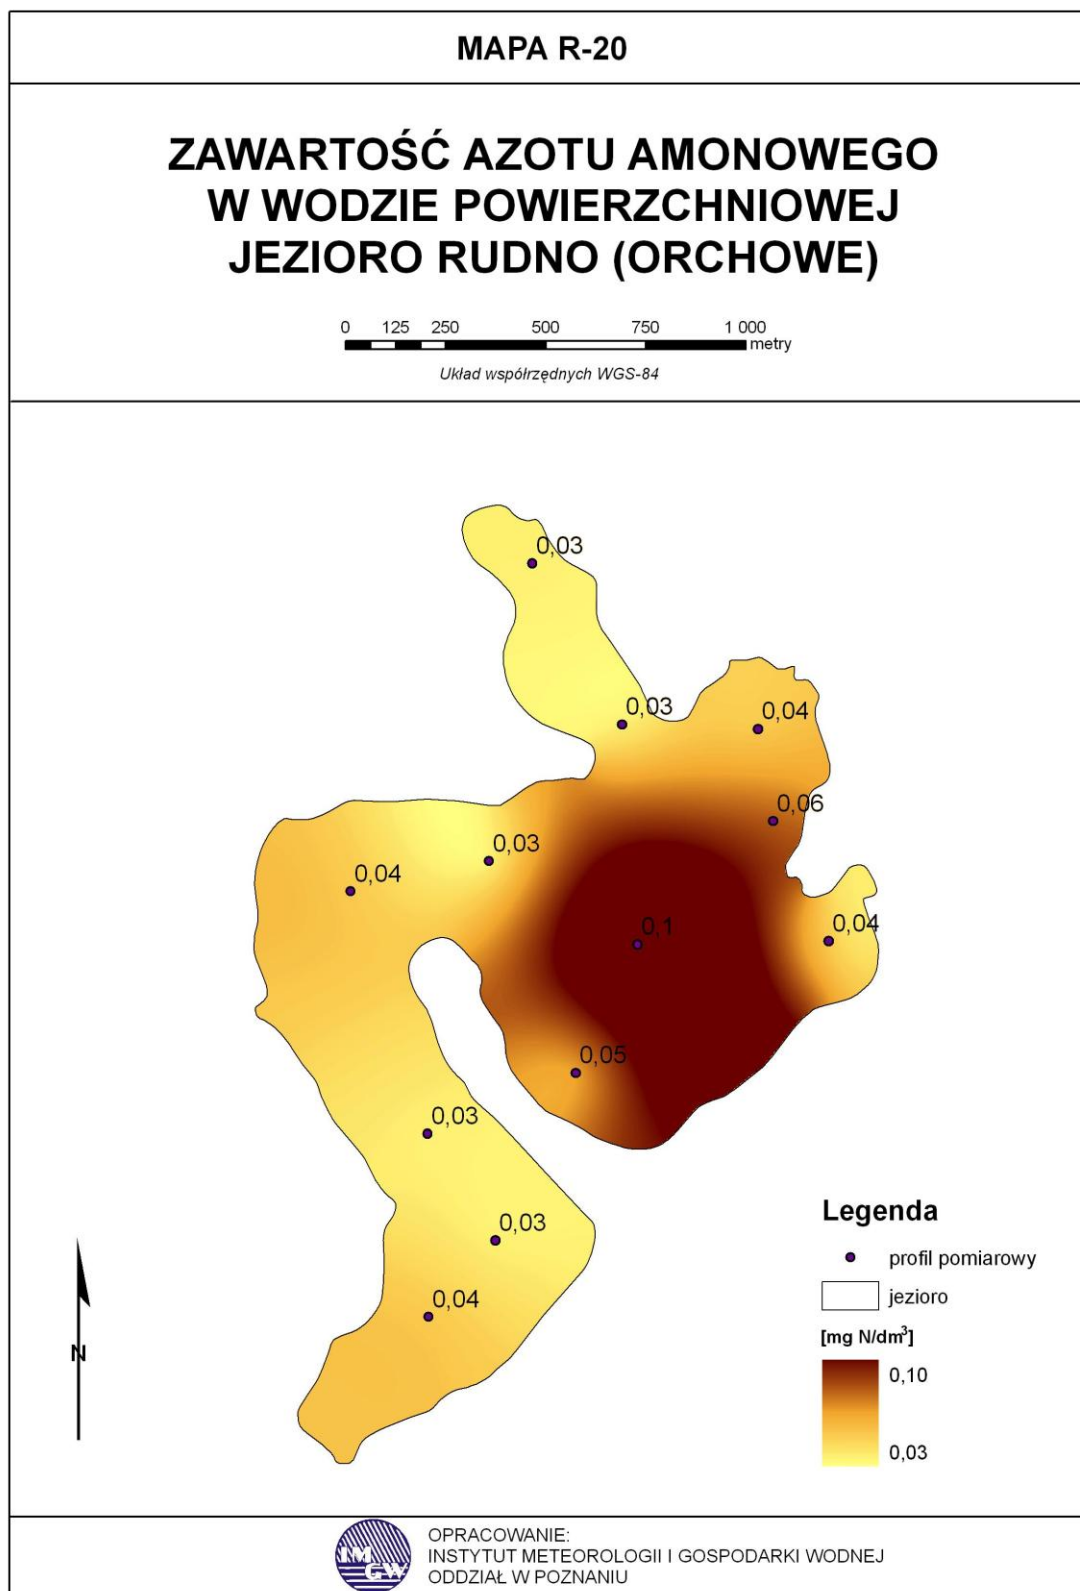 MAPA R-20
ZAWARTOŚĆ AZOTU AMONOWEGO
W WODZIE POWIERZCHNIOWEJ
JEZIORO RUDNO (ORCHOWE)
0 125 250 500 750 1 000
metry
Układ współrzędnych WGS-84
0,03
0,03
0,04
0,06
0,03
0,04
0,1
0,04
0,05
0,03
0,03
0,04
N
Legenda
profil pomiarowy
jezioro
[mg N/dm³]
0,10
0,03
IMGW
OPRACOWANIE:
INSTYTUT METEOROLOGII I GOSPODARKI WODNEJ
ODDZIAŁ W POZNANIU